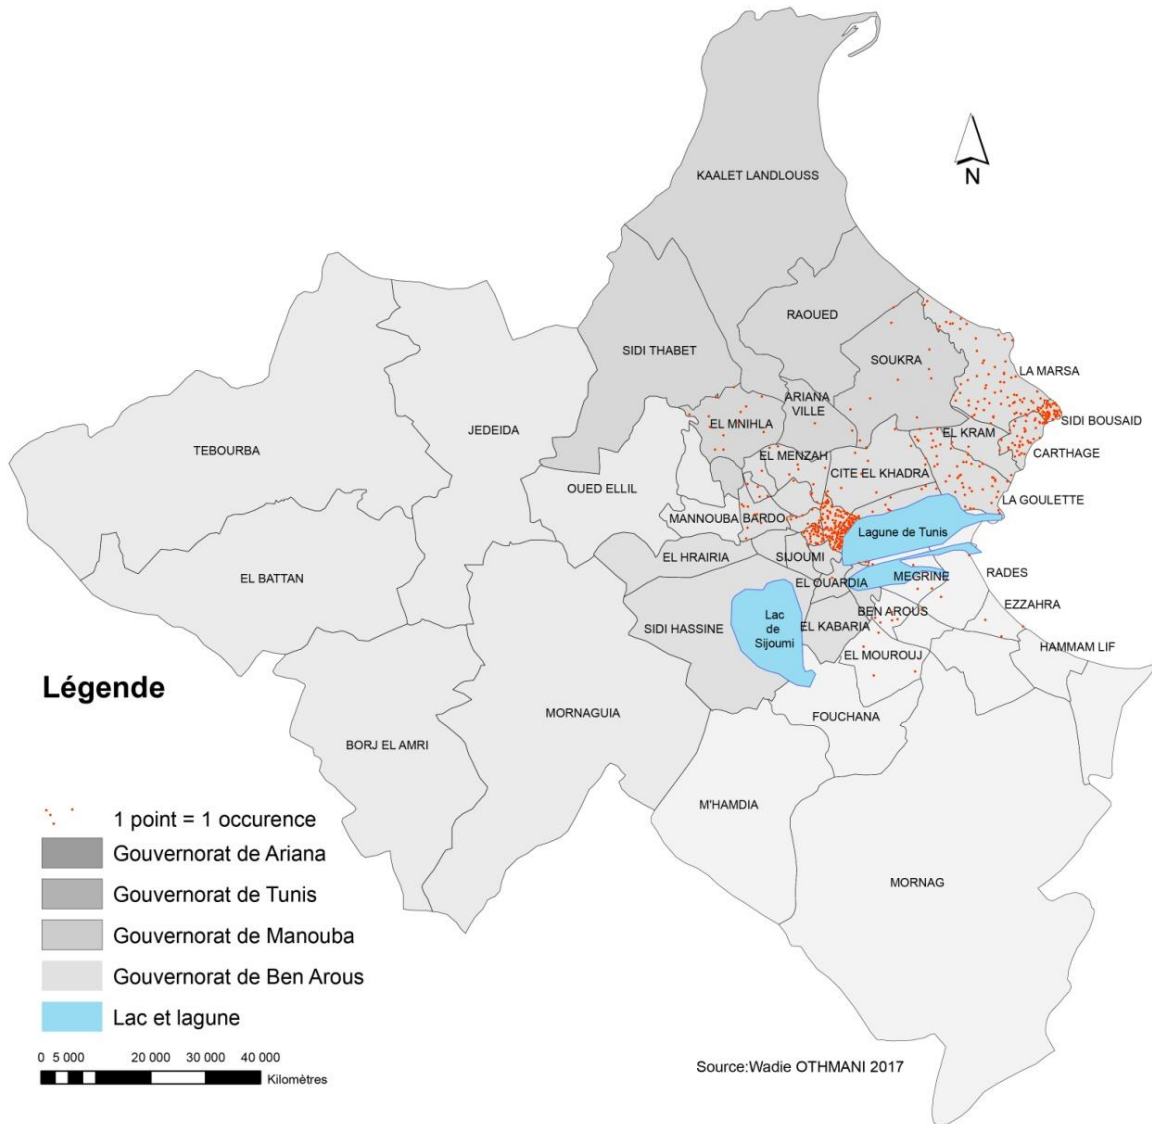 KAALET LANDLOUSS
N
RAOUED
SIDI THABET
SOUKRA
LA MARSA
ARIANA
VILLE
SIDI BOUSAID
EL MNIHLA
EL KRAM
TEBOURBA
JEDEIDA
CARTHAGE
EL MENZAH
CITE EL KHADRA
OUED ELLIL
LA GOULETTE
MANNOUBA
BARDO
Lagune de Tunis
EL HRAIRIA
SIJOUMI
RADES
EL BATTAN
EL OUARDIA
MEGRINE
EZZAHRA
BEN AROUS
SIDI HASSINE
Lac
de
Sijoumi
EL KABARIA
HAMMAM LIF
EL MOUROUJ
Légende
MORNAGUIA
FOUCHANA
BORJ EL AMRI
M'HAMDIA
MORNAG
1 point = 1 occurence
Gouvernorat de Ariana
Gouvernorat de Tunis
Gouvernorat de Manouba
Gouvernorat de Ben Arous
Lac et lagune
0 5 000 20 000 30 000 40 000
Kilomètres
Source:Wadie OTHMANI 2017